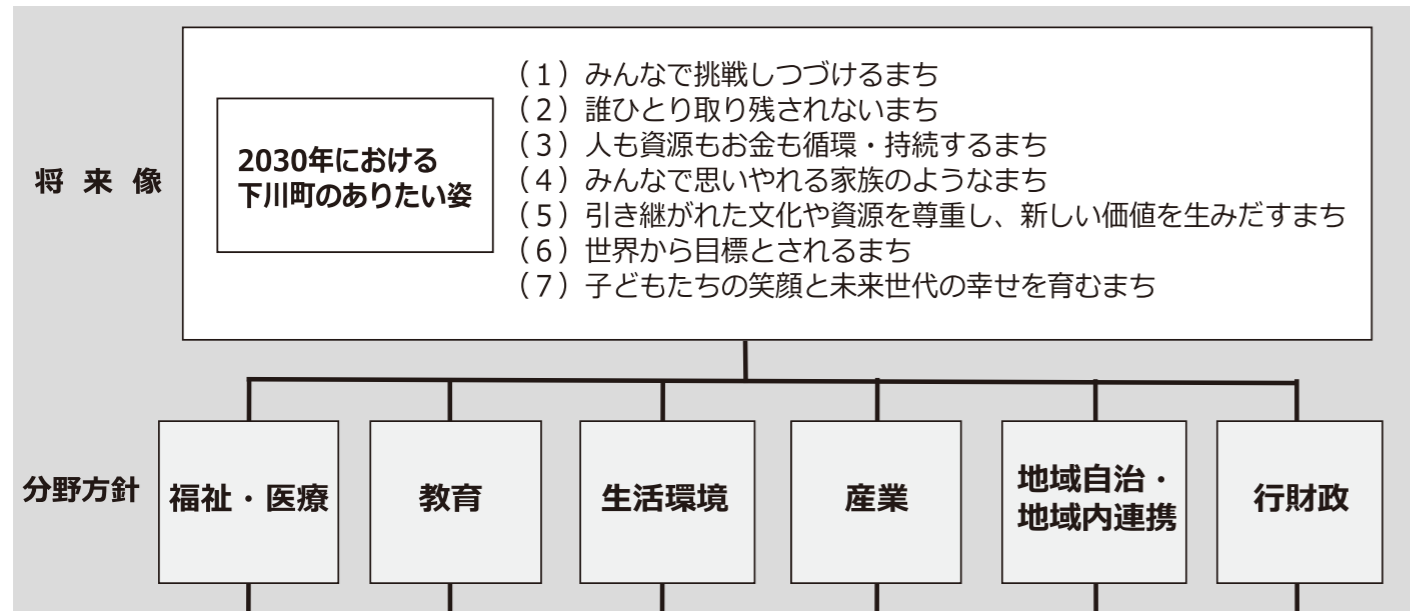 将来像
2030年における
下川町のありたい姿
（１）みんなで挑戦しつづけるまち
（２）誰ひとり取り残されないまち
（３）人も資源もお金も循環・持続するまち
（４）みんなで思いやれる家族のようなまち
（５）引き継がれた文化や資源を尊重し、新しい価値を生みだすまち
（６）世界から目標とされるまち
（７）子どもたちの笑顔と未来世代の幸せを育むまち
分野方針
福祉・医療
教育
生活環境
産業
地域自治・
地域内連携
行財政